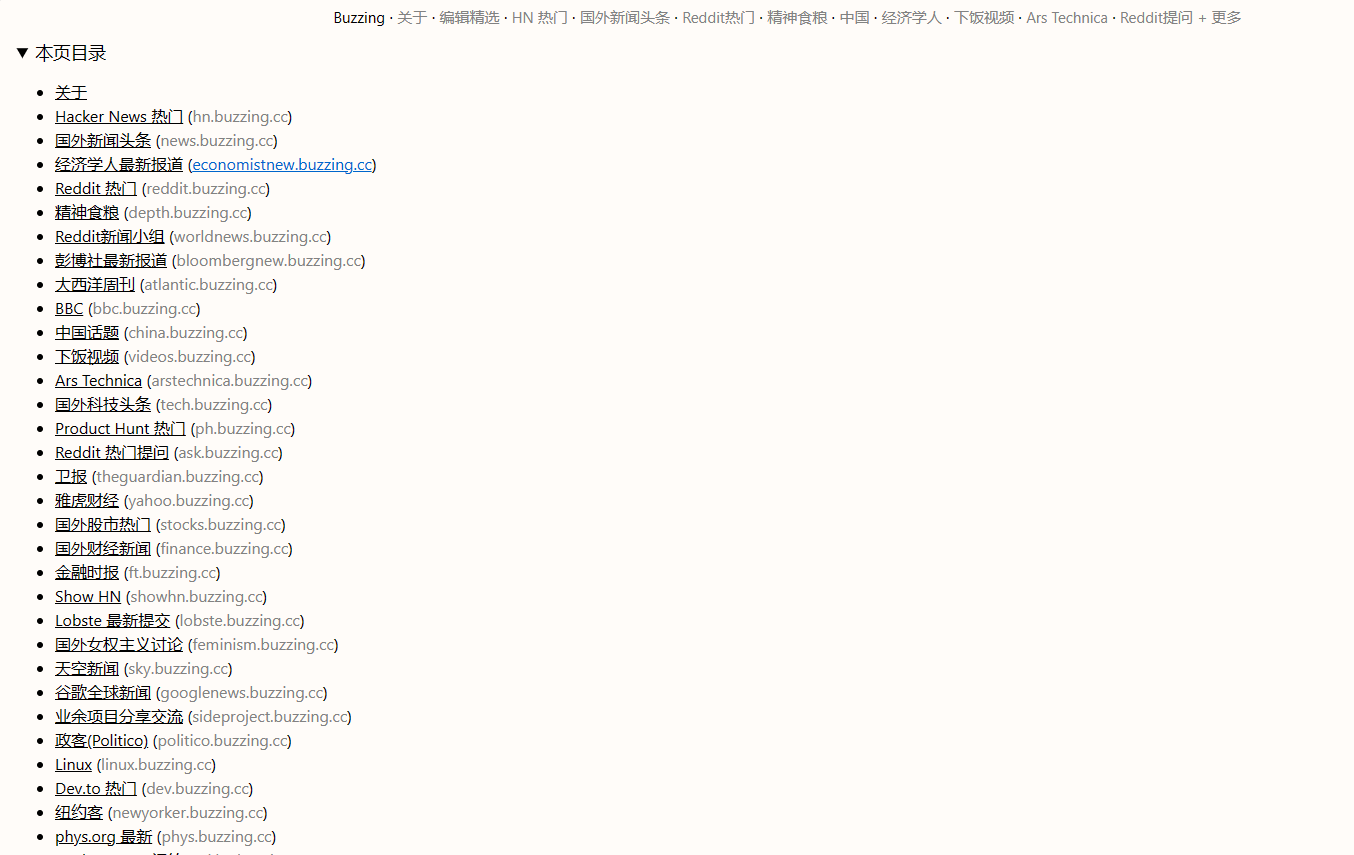 Buzzing · 关于 · 编辑精选 · HN 热门 · 国外新闻头条 · Reddit热门 · 精神食粮 · 中国 · 经济学人 · 下饭视频 · Ars Technica · Reddit提问 + 更多
▼ 本页目录
• 关于
• Hacker News 热门 (hn.buzzing.cc)
• 国外新闻头条 (news.buzzing.cc)
• 经济学人最新报道 (economistnew.buzzing.cc)
• Reddit 热门 (reddit.buzzing.cc)
• 精神食粮 (depth.buzzing.cc)
• Reddit新闻小组 (worldnews.buzzing.cc)
• 彭博社最新报道 (bloombergnew.buzzing.cc)
• 大西洋周刊 (atlantic.buzzing.cc)
• BBC (bbc.buzzing.cc)
• 中国话题 (china.buzzing.cc)
• 下饭视频 (videos.buzzing.cc)
• Ars Technica (arstechnica.buzzing.cc)
• 国外科技头条 (tech.buzzing.cc)
• Product Hunt 热门 (ph.buzzing.cc)
• Reddit 热门提问 (ask.buzzing.cc)
• 卫报 (theguardian.buzzing.cc)
• 雅虎财经 (yahoo.buzzing.cc)
• 国外股市热门 (stocks.buzzing.cc)
• 国外财经新闻 (finance.buzzing.cc)
• 金融时报 (ft.buzzing.cc)
• Show HN (showhn.buzzing.cc)
• Lobste 最新提交 (lobste.buzzing.cc)
• 国外女权主义讨论 (feminism.buzzing.cc)
• 天空新闻 (sky.buzzing.cc)
• 谷歌全球新闻 (googlenews.buzzing.cc)
• 业余项目分享交流 (sideproject.buzzing.cc)
• 政客(Politico) (politico.buzzing.cc)
• Linux (linux.buzzing.cc)
• Dev.to 热门 (dev.buzzing.cc)
• 纽约客 (newyorker.buzzing.cc)
• phys.org 最新 (phys.buzzing.cc)